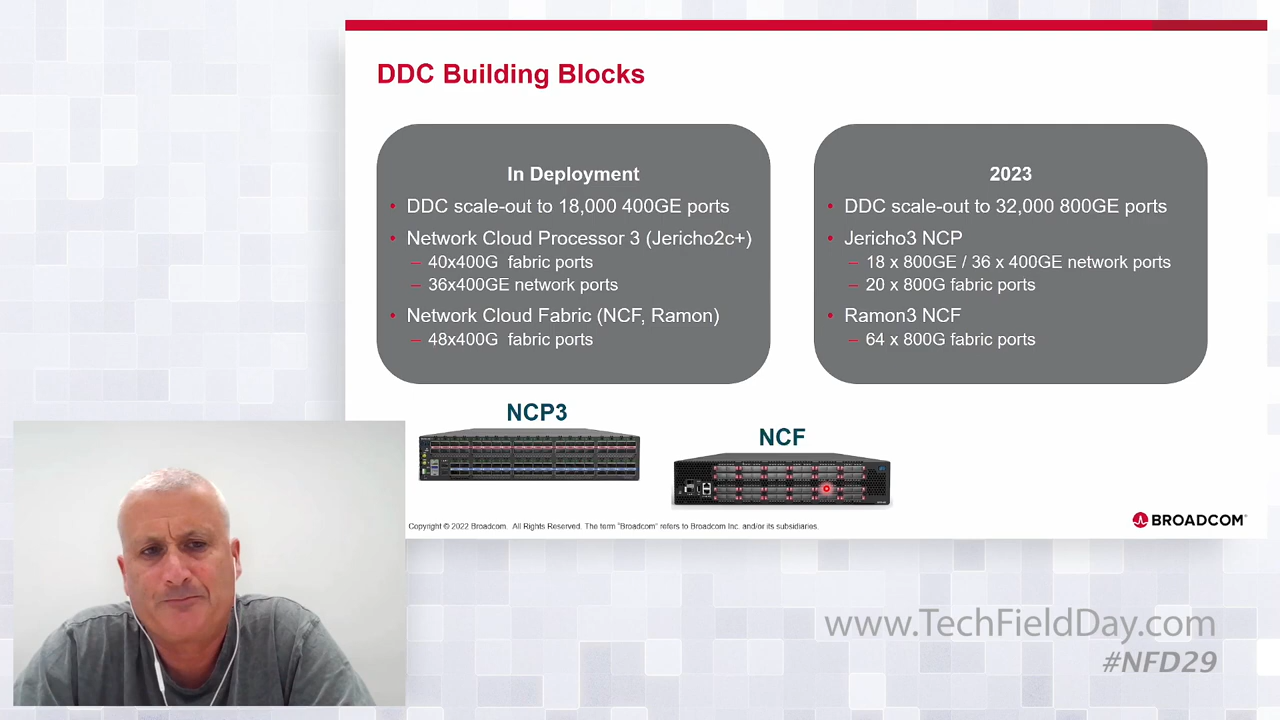 DDC Building Blocks
In Deployment
• DDC scale-out to 18,000 400GE ports
• Network Cloud Processor 3 (Jericho2c+)
– 40x400G fabric ports
– 36x400GE network ports
• Network Cloud Fabric (NCF, Ramon)
– 48x400G fabric ports
2023
• DDC scale-out to 32,000 800GE ports
• Jericho3 NCP
– 18 x 800GE / 36 x 400GE network ports
– 20 x 800G fabric ports
• Ramon3 NCF
– 64 x 800G fabric ports
NCP3
NCF
Copyright © 2022 Broadcom. All Rights Reserved. The term "Broadcom" refers to Broadcom Inc. and/or its subsidiaries.
BROADCOM®
www.TechFieldDay.com
#NFD29